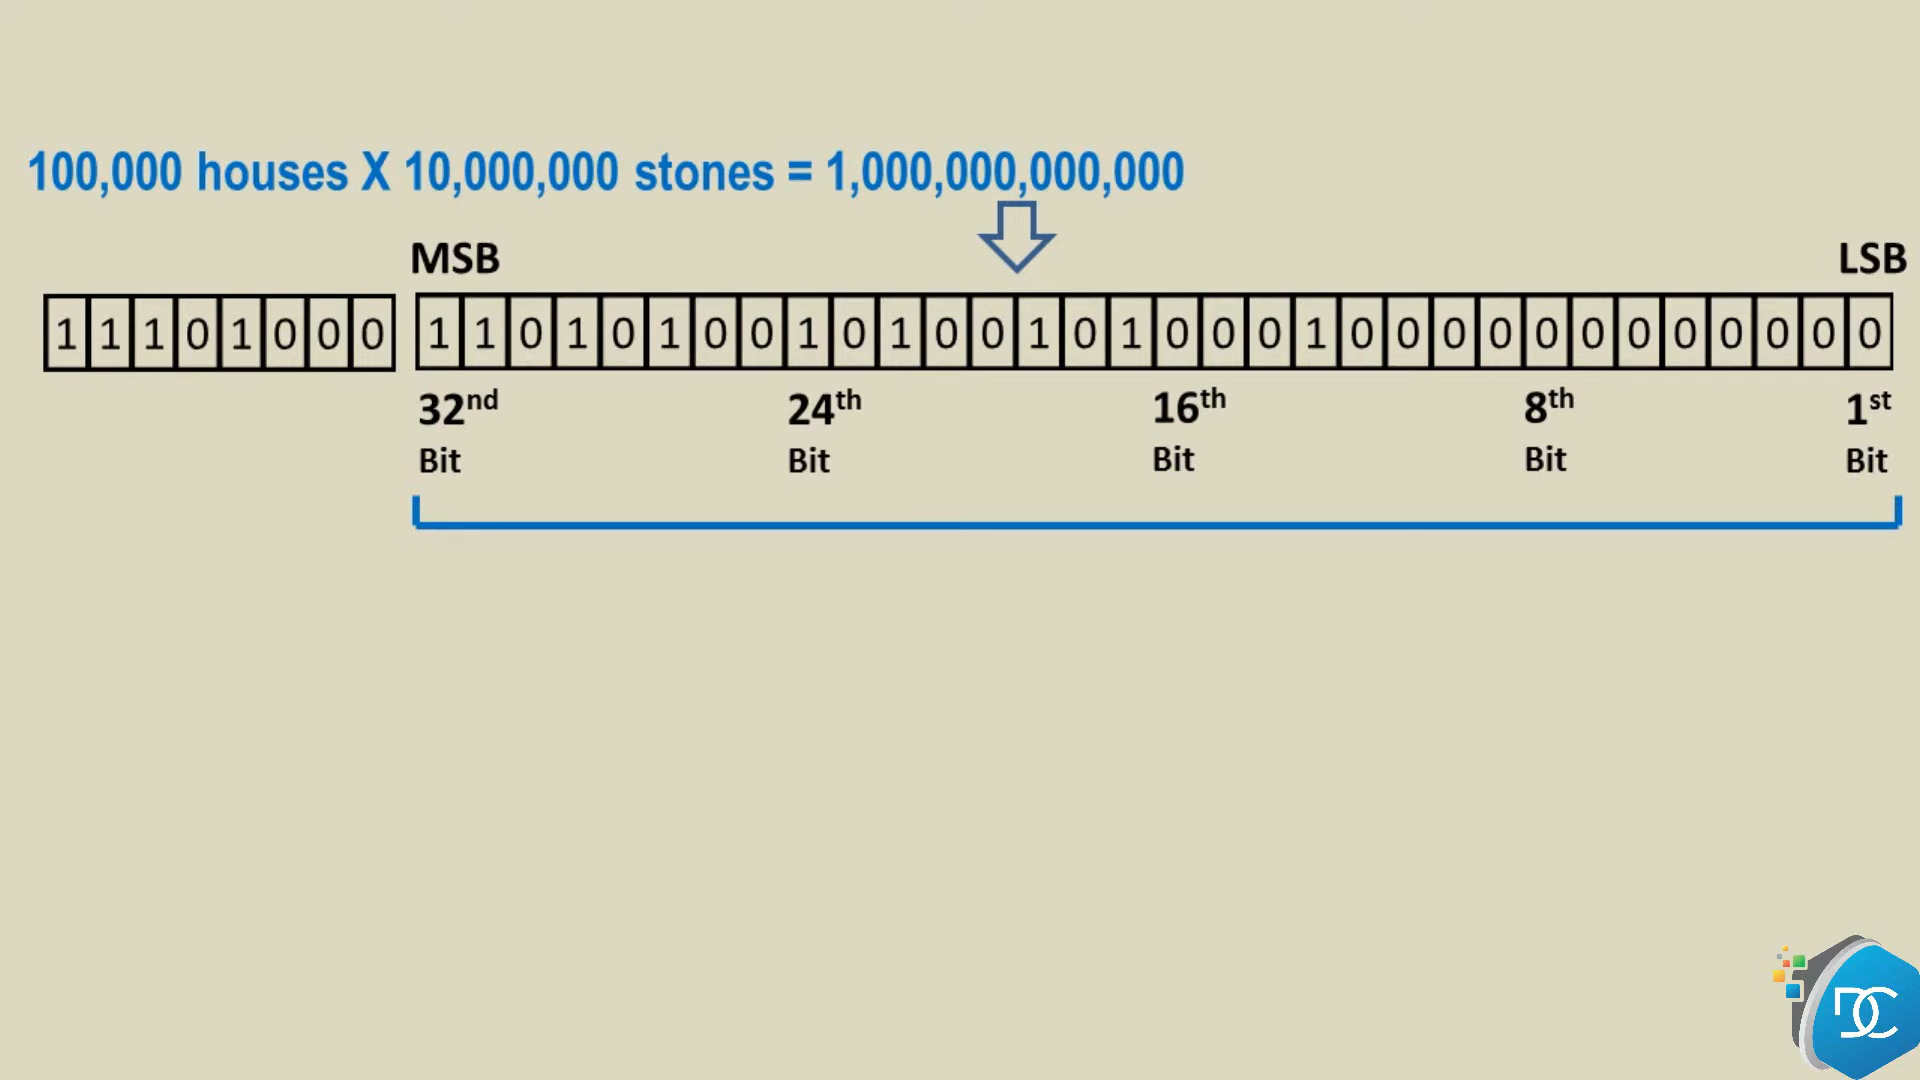 100,000 houses X 10,000,000 stones = 1,000,000,000,000
MSB LSB
1 1 1 0 1 0 0 0 1 1 0 1 0 1 0 0 1 0 1 0 0 1 0 1 0 0 0 1 0 0 0 0 0 0 0 0 0 0 0 0
32nd 24th 16th 8th 1st
Bit Bit Bit Bit Bit
DC